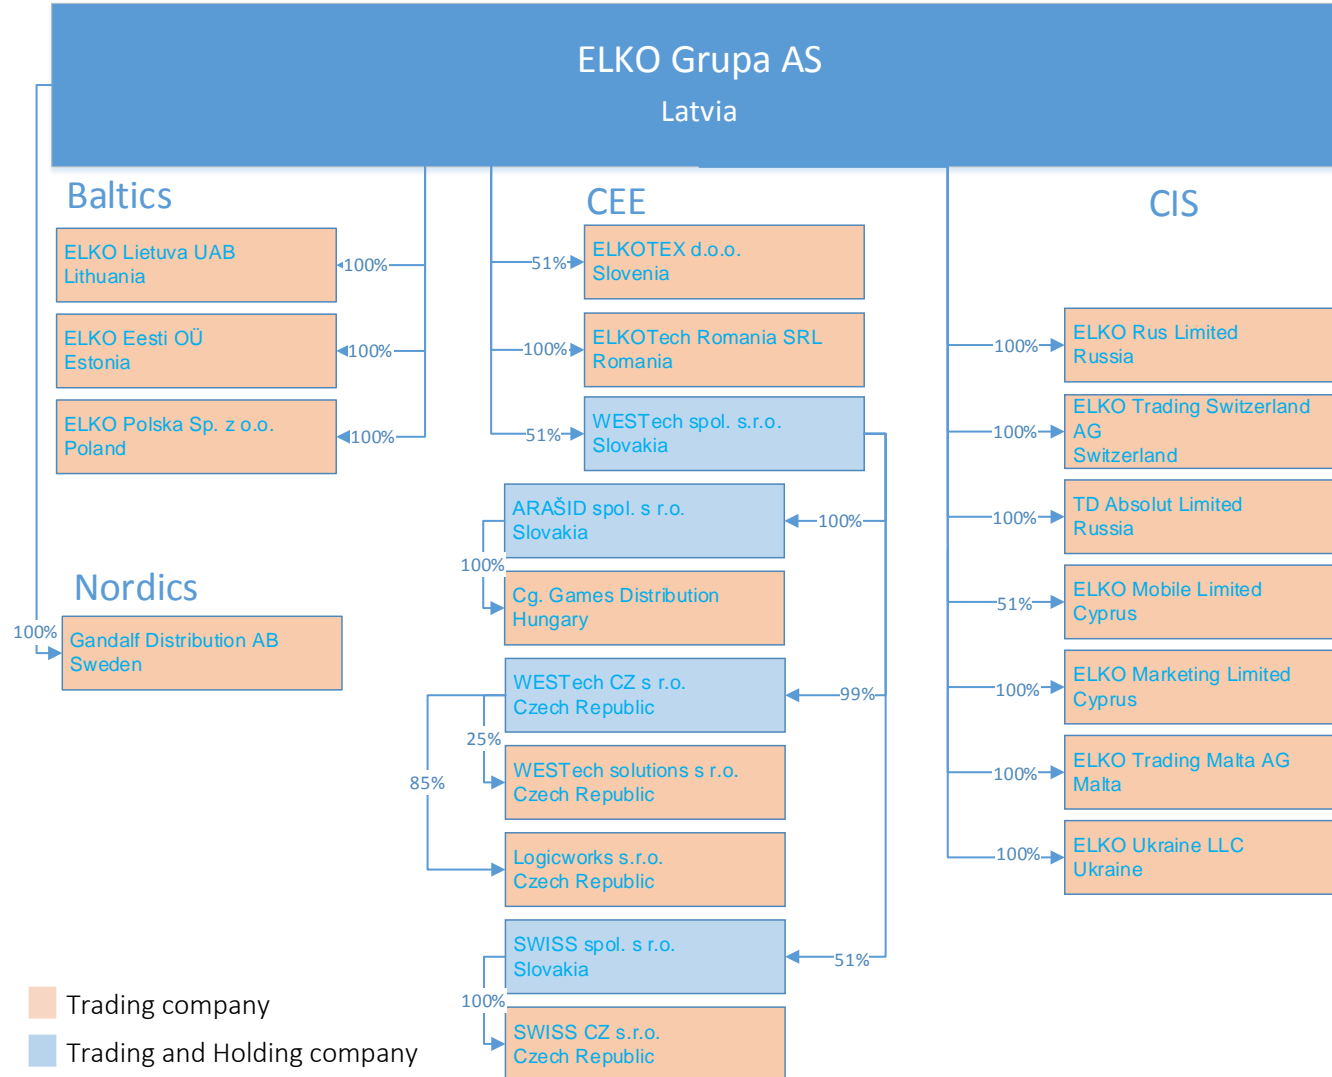 ELKO Grupa AS
Latvia
Baltics
ELKO Lietuva UAB
Lithuania
100%
ELKO Eesti OÜ
Estonia
100%
ELKO Polska Sp. z o.o.
Poland
100%
Nordics
100%
Gandalf Distribution AB
Sweden
CEE
51%
ELKOTEX d.o.o.
Slovenia
100%
ELKOTech Romania SRL
Romania
51%
WESTech spol. s.r.o.
Slovakia
ARAŠID spol. s r.o.
Slovakia
100%
100%
Cg. Games Distribution
Hungary
WESTech CZ s r.o.
Czech Republic
99%
25%
WESTech solutions s r.o.
Czech Republic
85%
Logicworks s.r.o.
Czech Republic
SWISS spol. s r.o.
Slovakia
51%
100%
SWISS CZ s.r.o.
Czech Republic
CIS
100%
ELKO Rus Limited
Russia
100%
ELKO Trading Switzerland
AG
Switzerland
100%
TD Absolut Limited
Russia
51%
ELKO Mobile Limited
Cyprus
100%
ELKO Marketing Limited
Cyprus
100%
ELKO Trading Malta AG
Malta
100%
ELKO Ukraine LLC
Ukraine
Trading company
Trading and Holding company